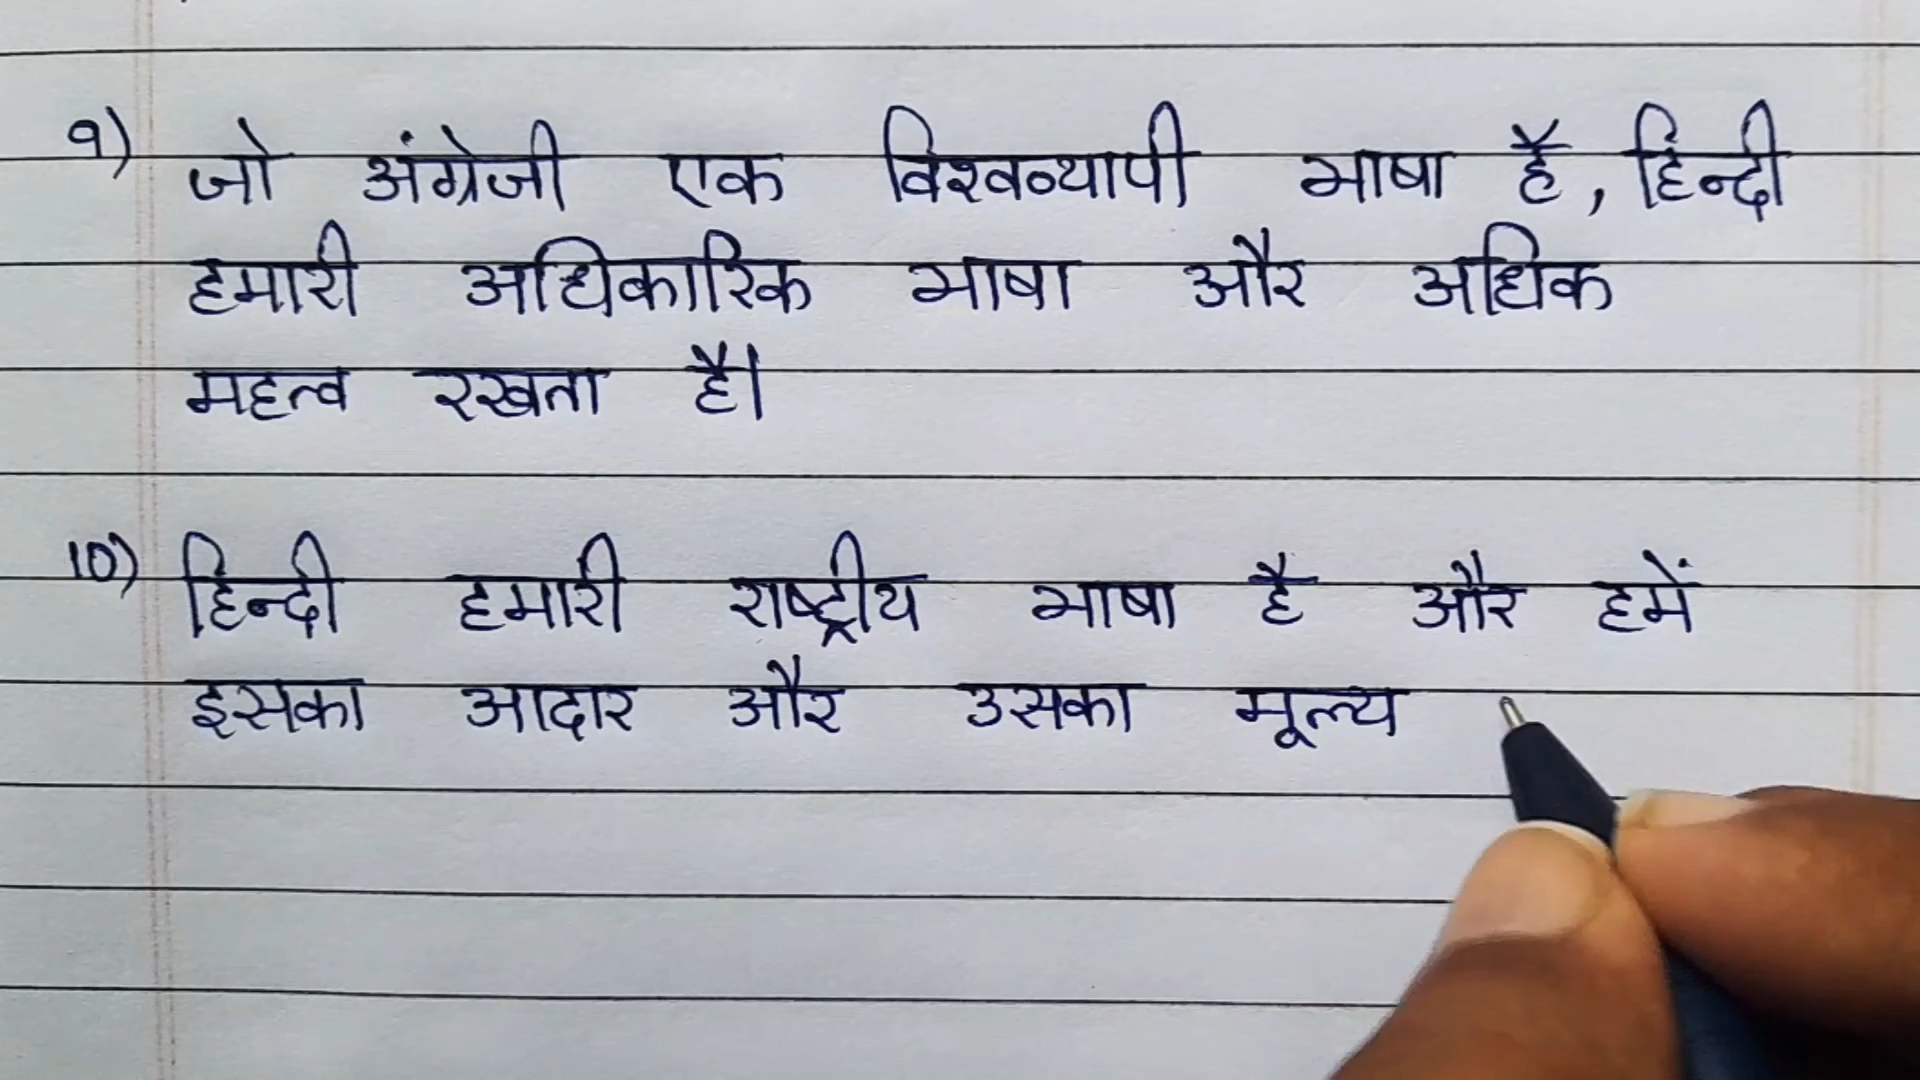 9) जो अंग्रेजी एक विश्वव्यापी भाषा है, हिन्दी
हमारी अधिकारिक भाषा और अधिक
महत्व रखता है।
10) हिन्दी हमारी राष्ट्रीय भाषा है और हमें
इसका आदार और उसका मूल्य